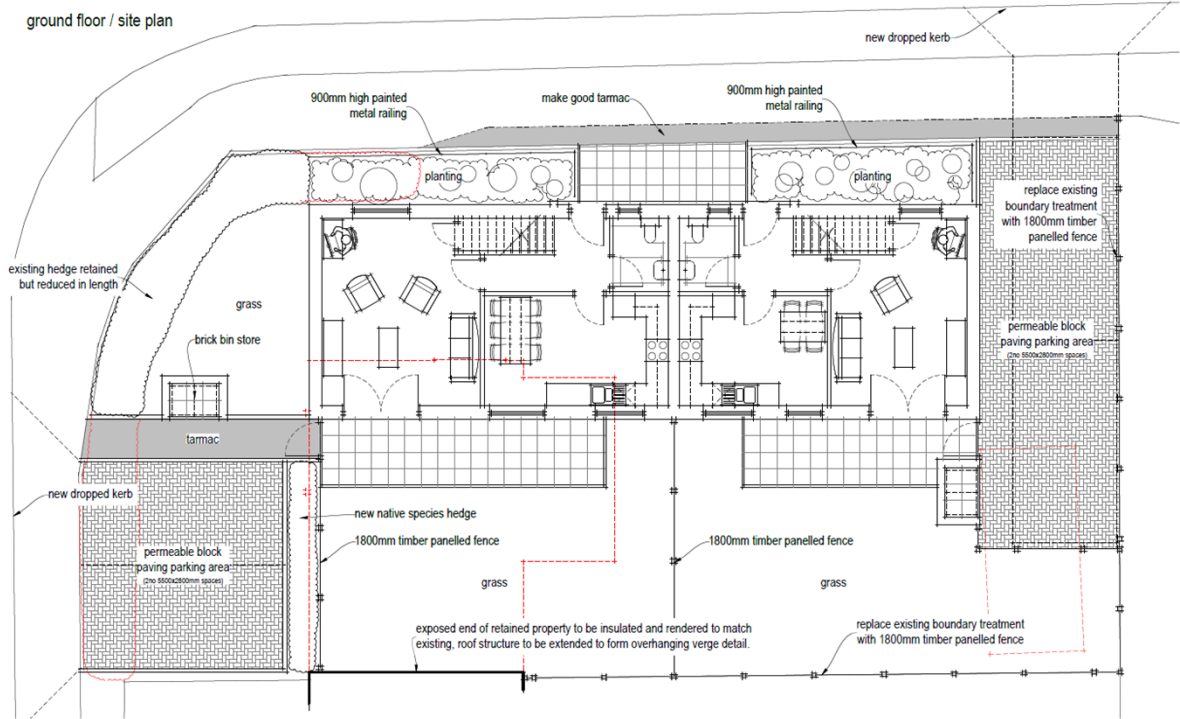 ground floor / site plan
new dropped kerb
900mm high painted
metal railing
make good tarmac
900mm high painted
metal railing
planting
planting
replace existing
boundary treatment
with 1800mm timber
panelled fence
existing hedge retained
but reduced in length
grass
brick bin store
permeable block
paving parking area
(2no 5500x2800mm spaces)
tarmac
new dropped kerb
new native species hedge
1800mm timber panelled fence
1800mm timber panelled fence
permeable block
paving parking area
(2no 5500x2800mm spaces)
grass
grass
exposed end of retained property to be insulated and rendered to match
existing, roof structure to be extended to form overhanging verge detail.
replace existing boundary treatment
with 1800mm timber panelled fence